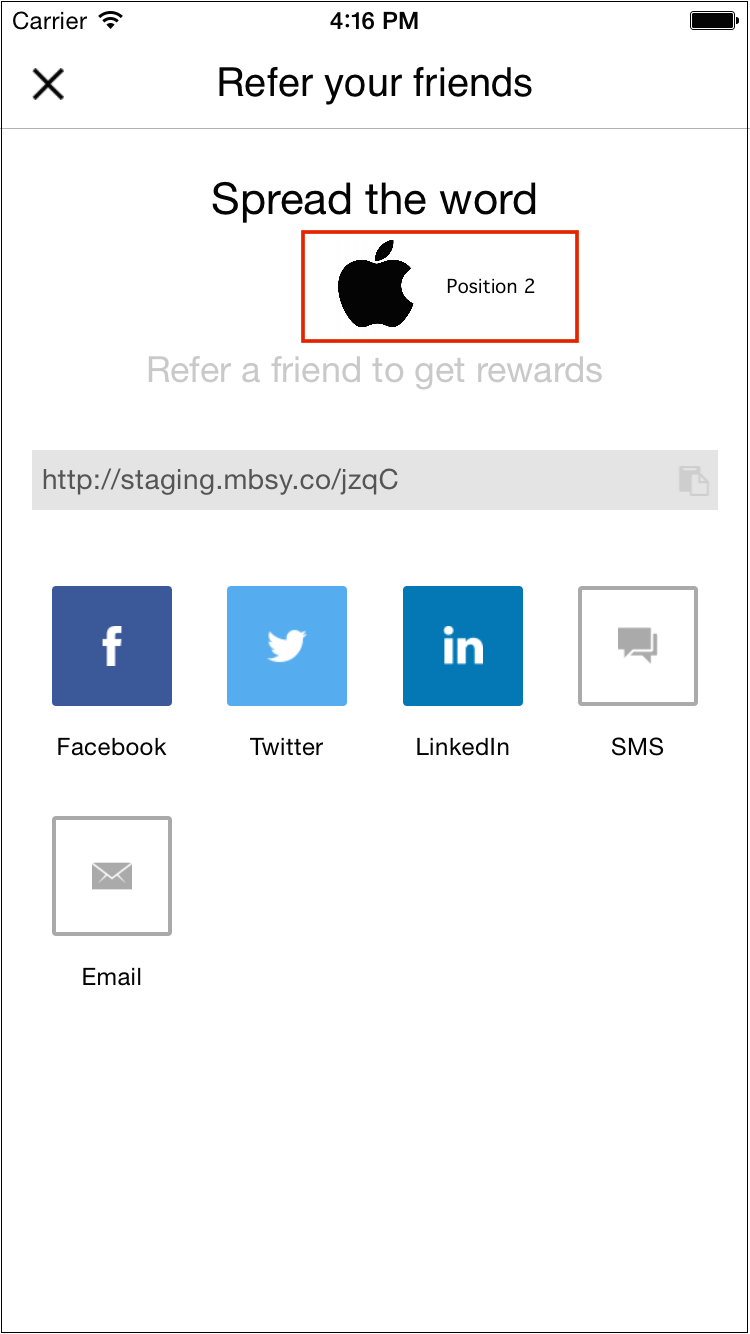 Carrier 4:16 PM
Refer your friends
Spread the word
Position 2
Refer a friend to get rewards
http://staging.mbsy.co/jzqC
Facebook Twitter LinkedIn SMS
Email